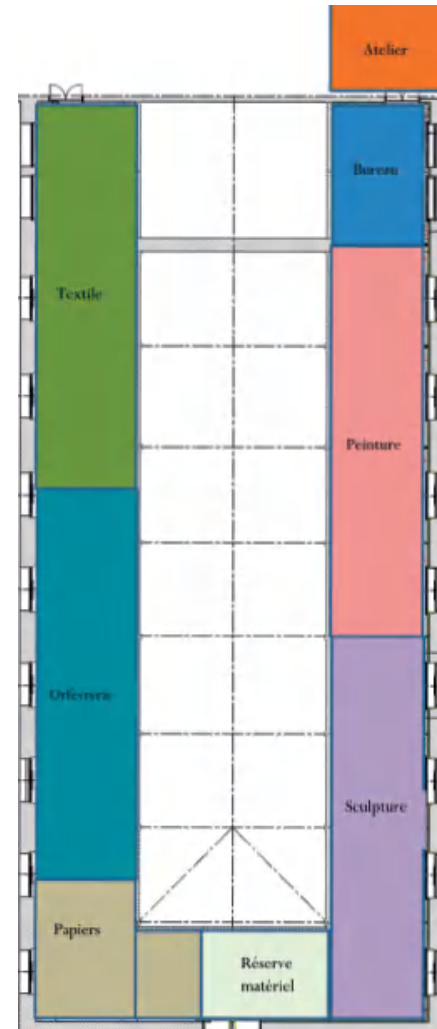 Atelier
Bureau
Textile
Peinture
Orfèvrerie
Sculpture
Papiers
Réserve
matériel